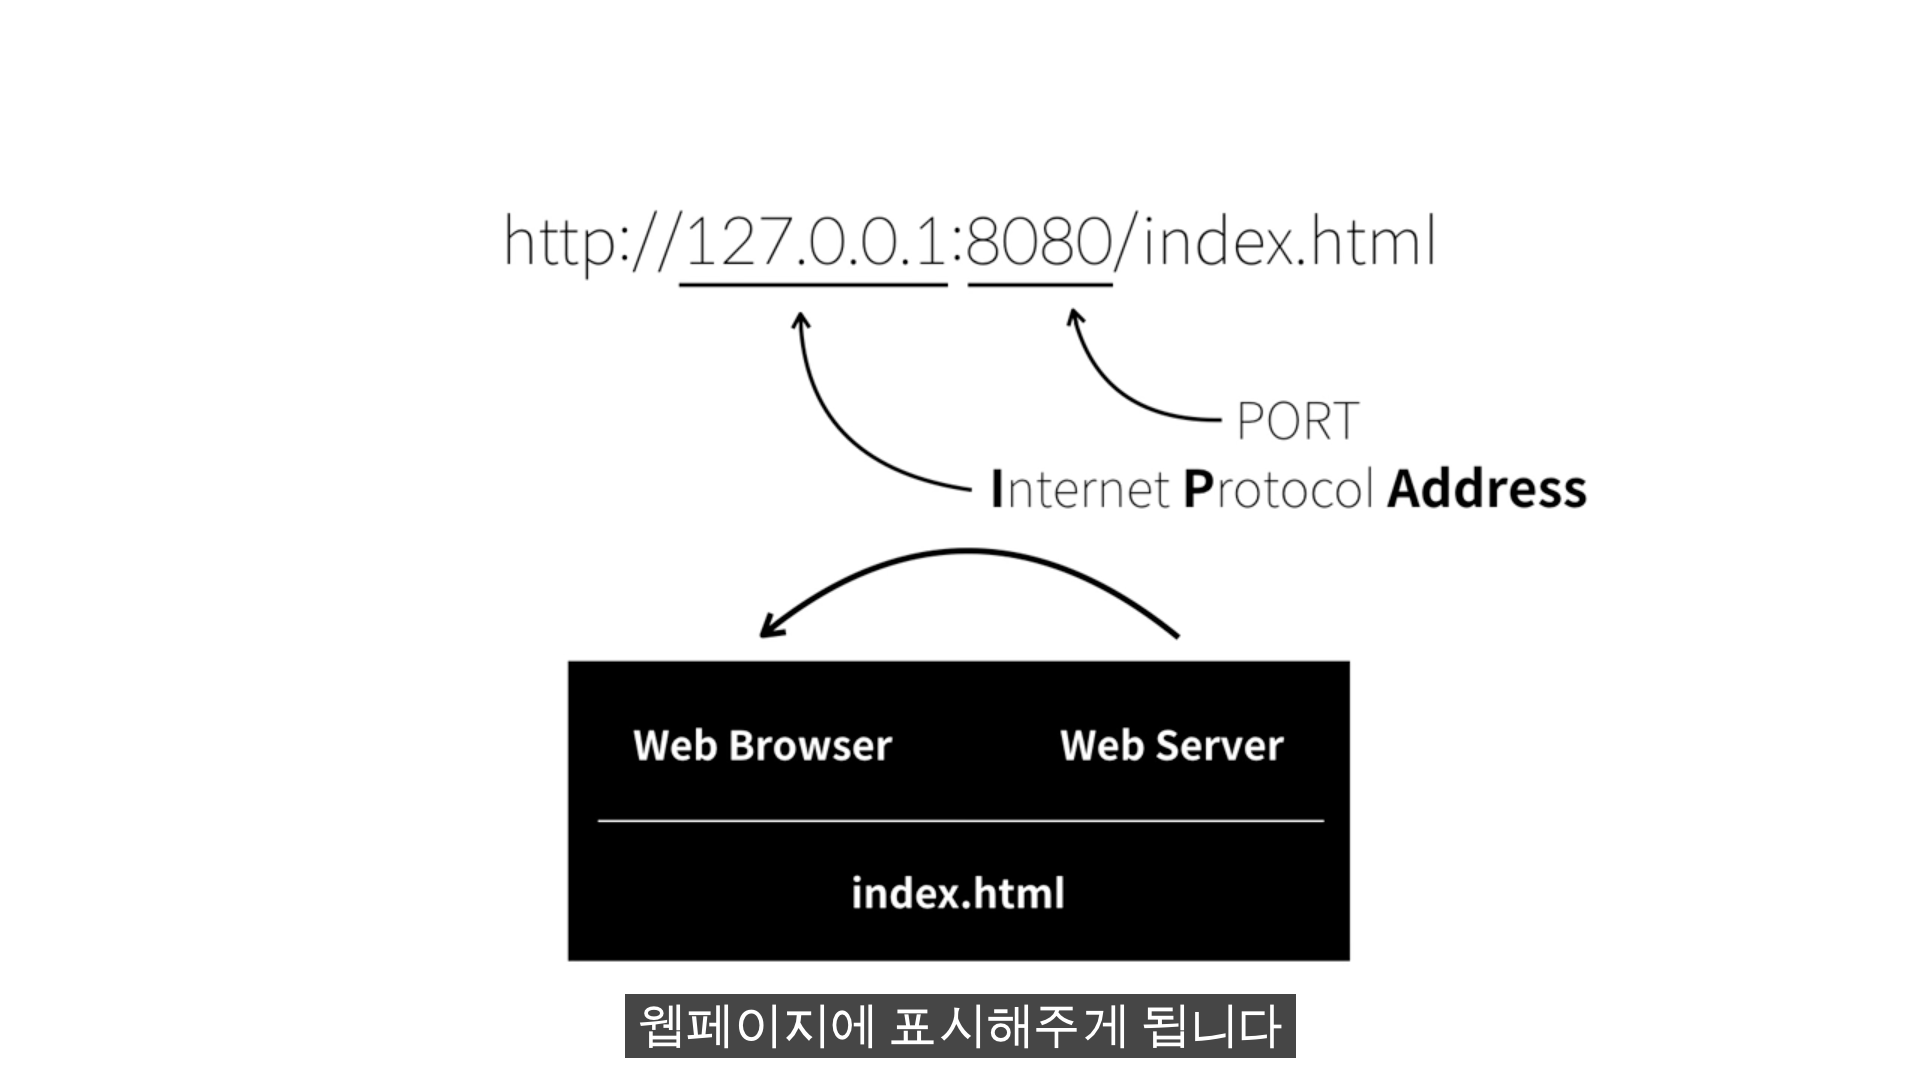 http://127.0.0.1:8080/index.html
PORT
Internet Protocol Address
Web Browser
Web Server
index.html
웹페이지에 표시해주게 됩니다